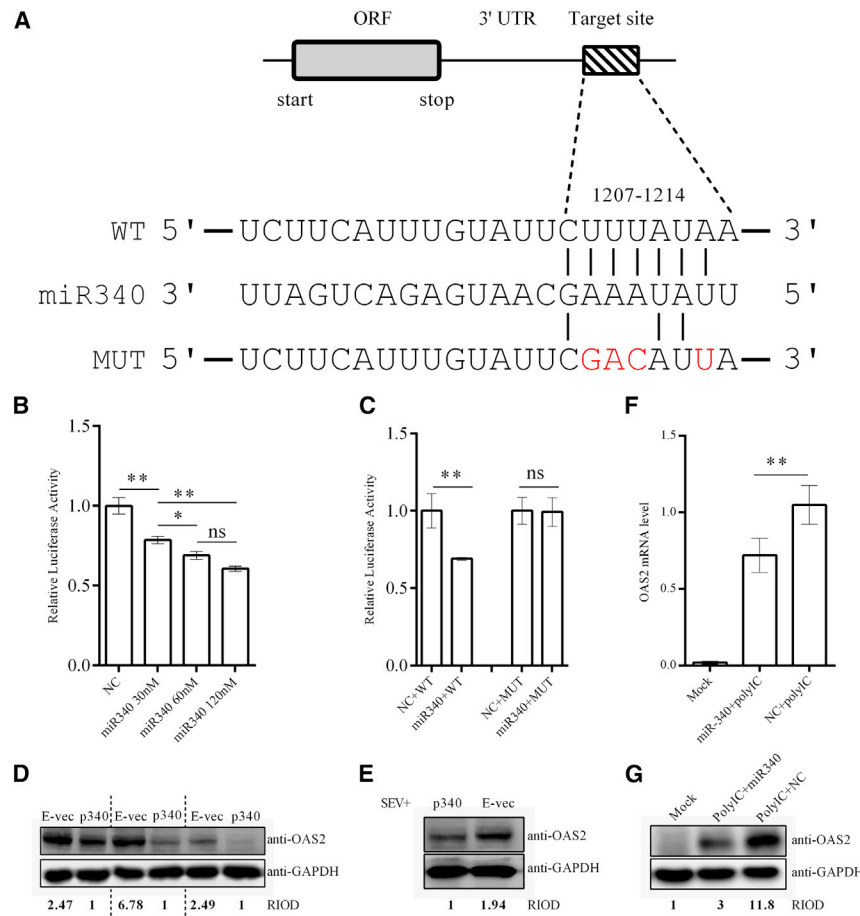 A
ORF 3' UTR Target site
start stop
1207-1214
WT 5' UCUUCAUUUGUAUUCUUUAUAA 3'
miR340 3' UUAGUCAGAGUAACGAAAUAUU 5'
MUT 5' UCUUCAUUUGUAUUCGACAUUA 3'
B
Relative Luciferase Activity
1.5
1.0
0.5
0.0
**
**
*
ns
NC
miR340 30nM
miR340 60nM
miR340 120nM
C
Relative Luciferase Activity
1.5
1.0
0.5
0.0
**
ns
NC+WT
miR340+WT
NC+MUT
miR340+MUT
F
OAS2 mRNA level
1.5
1.0
0.5
0.0
**
Mock
miR-340+polyIC
NC+polyIC
D
E-vec p340 E-vec p340 E-vec p340
anti-OAS2
anti-GAPDH
2.47 1 6.78 1 2.49 1 RIOD
E
SEV+ p340 E-vec
anti-OAS2
anti-GAPDH
1 1.94 RIOD
G
Mock
PolyIC+miR340
PolyIC+NC
anti-OAS2
anti-GAPDH
1 3 11.8 RIOD